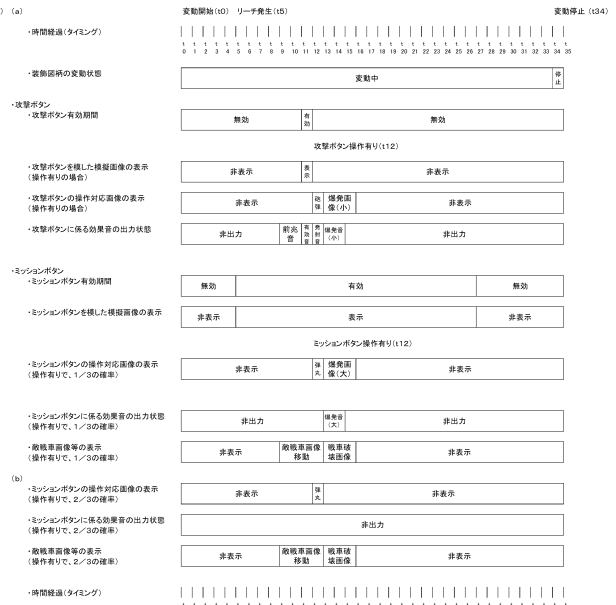 ) (a)
変動開始(t0) リーチ発生(t5) 変動停止 (t34)
・時間経過(タイミング)
t t t t t t t t t t t t t t t t t t t t t t t t t t t t t t t t t t t t
0 1 2 3 4 5 6 7 8 9 10 11 12 13 14 15 16 17 18 19 20 21 22 23 24 25 26 27 28 29 30 31 32 33 34 35
・装飾図柄の変動状態
変動中 停止
・攻撃ボタン
・攻撃ボタン有効期間
無効 有効 無効
攻撃ボタン操作有り(t12)
・攻撃ボタンを模した模擬画像の表示
(操作有りの場合)
非表示 表示 非表示
・攻撃ボタンの操作対応画像の表示
(操作有りの場合)
非表示 砲弾 爆発画像(小) 非表示
・攻撃ボタンに係る効果音の出力状態
非出力 前兆音 有効音 発射音 爆発音(小) 非出力
・ミッションボタン
・ミッションボタン有効期間
無効 有効 無効
・ミッションボタンを模した模擬画像の表示
非表示 表示 非表示
ミッションボタン操作有り(t12)
・ミッションボタンの操作対応画像の表示
(操作有りで、1/3の確率)
非表示 弾丸 爆発画像(大) 非表示
・ミッションボタンに係る効果音の出力状態
(操作有りで、1/3の確率)
非出力 爆発音(大) 非出力
・敵戦車画像等の表示
(操作有りで、1/3の確率)
非表示 敵戦車画像移動 戦車破壊画像 非表示
(b)
・ミッションボタンの操作対応画像の表示
(操作有りで、2/3の確率)
非表示 弾丸 非表示
・ミッションボタンに係る効果音の出力状態
(操作有りで、2/3の確率)
非出力
・敵戦車画像等の表示
(操作有りで、2/3の確率)
非表示 敵戦車画像移動 戦車破壊画像 非表示
・時間経過(タイミング)